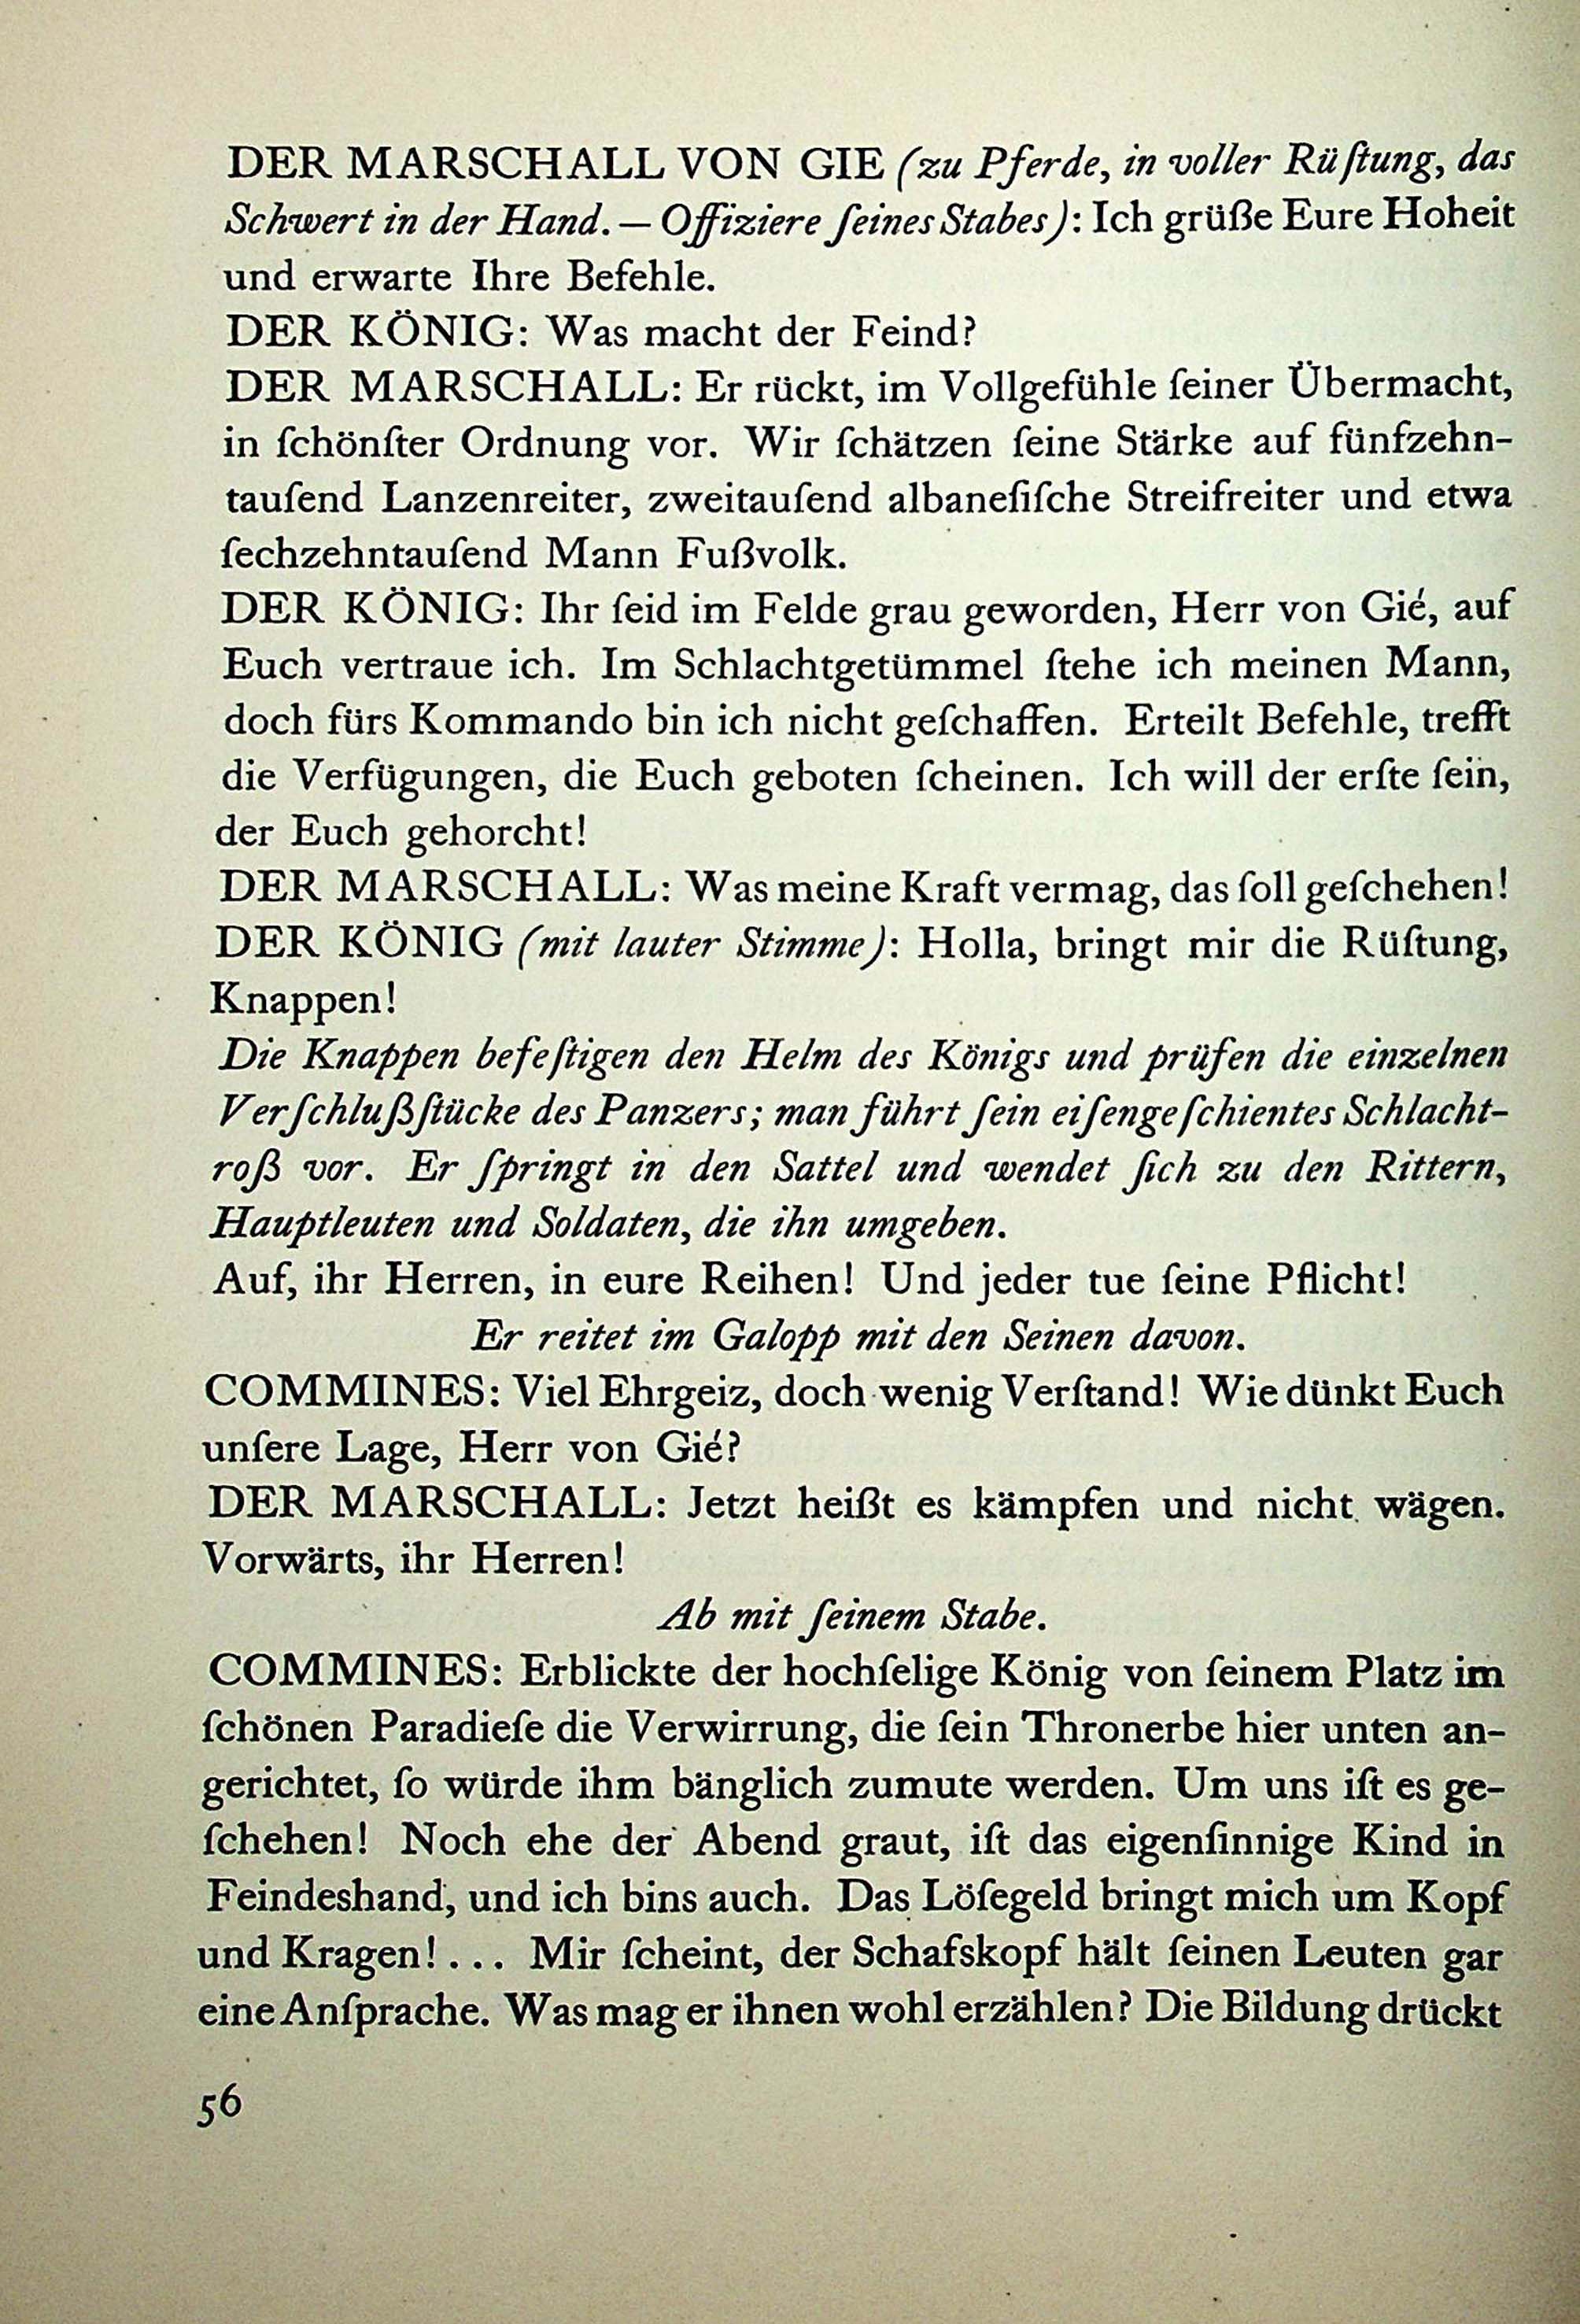 DER MARSCHALL VON GIE (zu Pferde, in voller Rüſtung, das
Schwert in der Hand. — Offiziere ſeines Stabes): Ich grüße Eure Hoheit
und erwarte Ihre Befehle.
DER KÖNIG: Was macht der Feind?
DER MARSCHALL: Er rückt, im Vollgefühle ſeiner Übermacht,
in ſchönſter Ordnung vor. Wir ſchätzen ſeine Stärke auf fünfzehn-
tauſend Lanzenreiter, zweitauſend albaneſiſche Streifreiter und etwa
ſechzehntauſend Mann Fußvolk.
DER KÖNIG: Ihr ſeid im Felde grau geworden, Herr von Gié, auf
Euch vertraue ich. Im Schlachtgetümmel ſtehe ich meinen Mann,
doch fürs Kommando bin ich nicht geſchaffen. Erteilt Befehle, trefft
die Verfügungen, die Euch geboten ſcheinen. Ich will der erſte ſein,
der Euch gehorcht!
DER MARSCHALL: Was meine Kraft vermag, das ſoll geſchehen!
DER KÖNIG (mit lauter Stimme): Holla, bringt mir die Rüſtung,
Knappen!
Die Knappen befeſtigen den Helm des Königs und prüfen die einzelnen
Verſchlußſtücke des Panzers; man führt ſein eiſengeſchientes Schlacht-
roß vor. Er ſpringt in den Sattel und wendet ſich zu den Rittern,
Hauptleuten und Soldaten, die ihn umgeben.
Auf, ihr Herren, in eure Reihen! Und jeder tue ſeine Pflicht!
Er reitet im Galopp mit den Seinen davon.
COMMINES: Viel Ehrgeiz, doch wenig Verſtand! Wie dünkt Euch
unſere Lage, Herr von Gié?
DER MARSCHALL: Jetzt heißt es kämpfen und nicht wägen.
Vorwärts, ihr Herren!
Ab mit ſeinem Stabe.
COMMINES: Erblickte der hochſelige König von ſeinem Platz im
ſchönen Paradieſe die Verwirrung, die ſein Thronerbe hier unten an-
gerichtet, ſo würde ihm bänglich zumute werden. Um uns iſt es ge-
ſchehen! Noch ehe der Abend graut, iſt das eigenſinnige Kind in
Feindeshand, und ich bins auch. Das Löſegeld bringt mich um Kopf
und Kragen! . . . Mir ſcheint, der Schafskopf hält ſeinen Leuten gar
eine Anſprache. Was mag er ihnen wohl erzählen? Die Bildung drückt
56